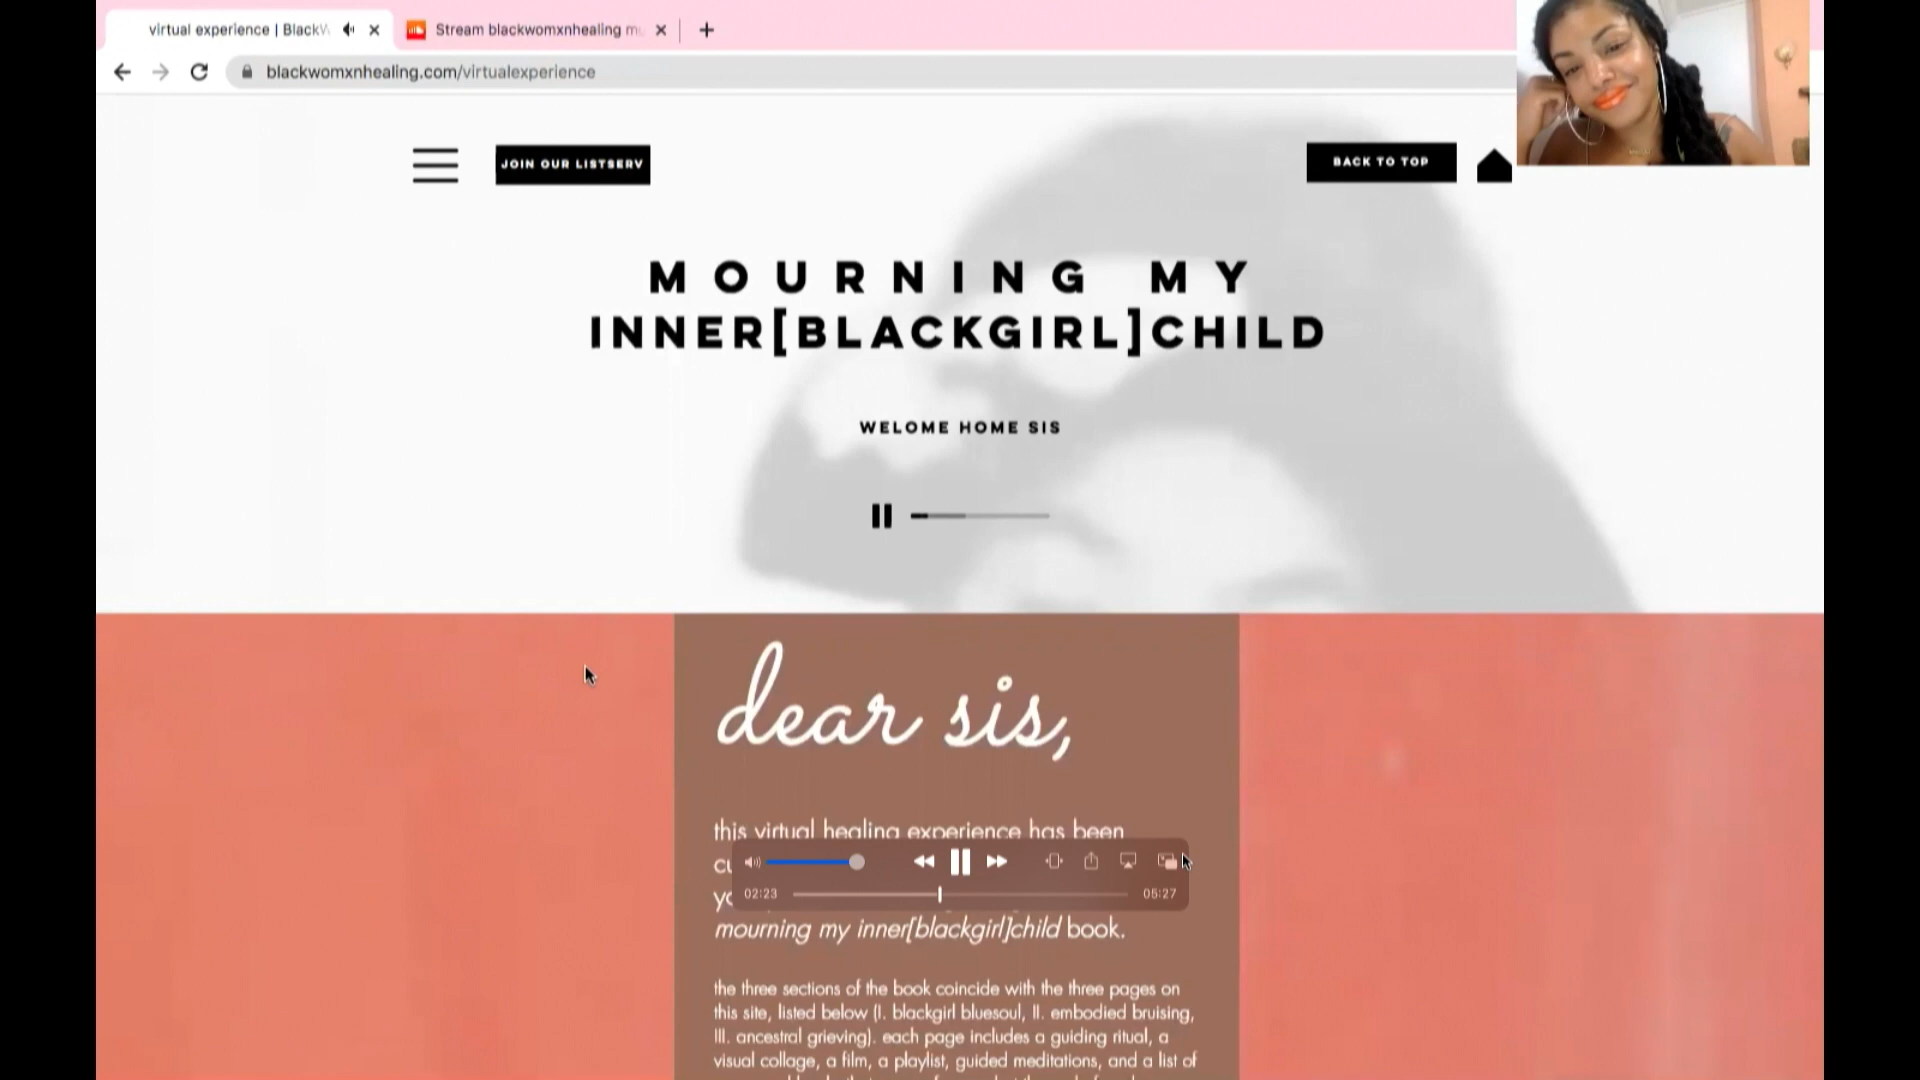 virtual experience | Black
Stream blackwomxnhealing
blackwomxnhealing.com/virtualexperience
JOIN OUR LISTSERV
BACK TO TOP
MOURNING MY
INNER[BLACKGIRL]CHILD
WELOME HOME SIS
dear sis,
this virtual healing experience has been
02:23
05:27
mourning my inner[blackgirl]child book.
the three sections of the book coincide with the three pages on
this site, listed below (I. blackgirl bluesoul, II. embodied bruising,
III. ancestral grieving). each page includes a guiding ritual, a
visual collage, a film, a playlist, guided meditations, and a list of